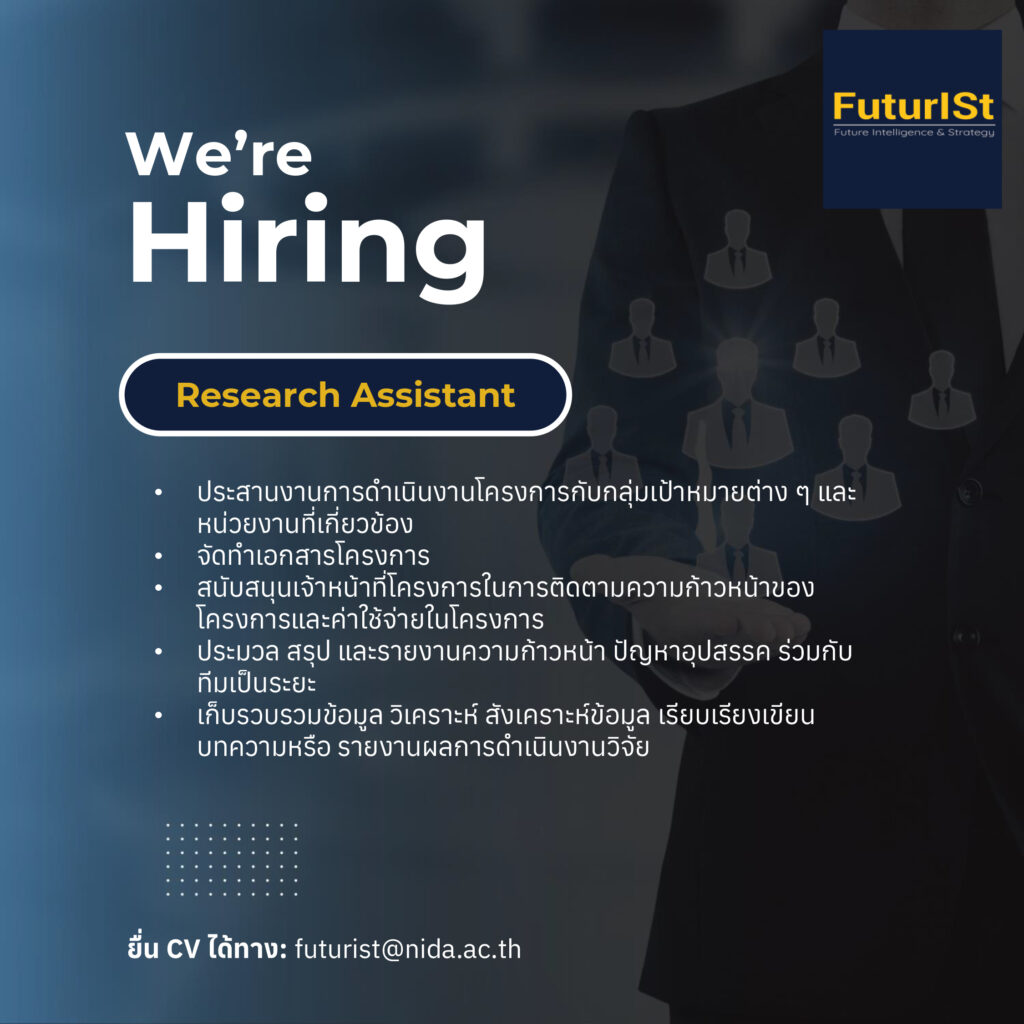 FuturISt
Future Intelligence & Strategy
We're
Hiring
Research Assistant
• ประสานงานการดำเนินงานโครงการกับกลุ่มเป้าหมายต่าง ๆ และ
หน่วยงานที่เกี่ยวข้อง
• จัดทำเอกสารโครงการ
• สนับสนุนเจ้าหน้าที่โครงการในการติดตามความก้าวหน้าของ
โครงการและค่าใช้จ่ายในโครงการ
• ประมวล สรุป และรายงานความก้าวหน้า ปัญหาอุปสรรค ร่วมกับ
ทีมเป็นระยะ
• เก็บรวบรวมข้อมูล วิเคราะห์ สังเคราะห์ข้อมูล เรียบเรียงเขียน
บทความหรือ รายงานผลการดำเนินงานวิจัย
ยื่น CV ได้ทาง: futurist@nida.ac.th